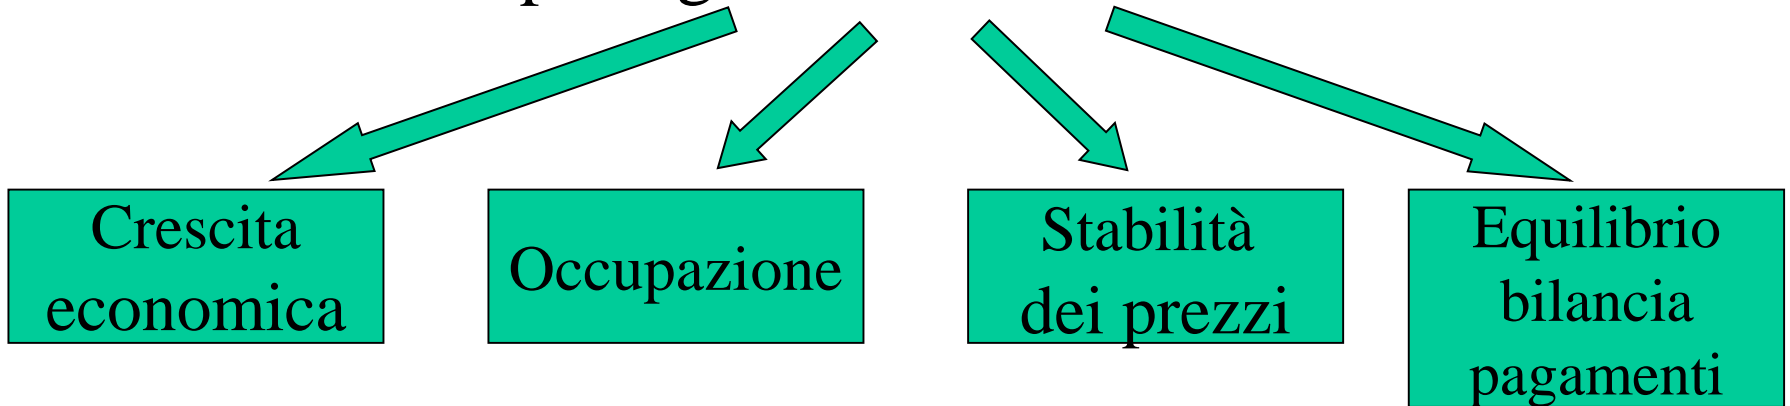 Crescita
economica
Occupazione
Stabilità
dei prezzi
Equilibrio
bilancia
pagamenti